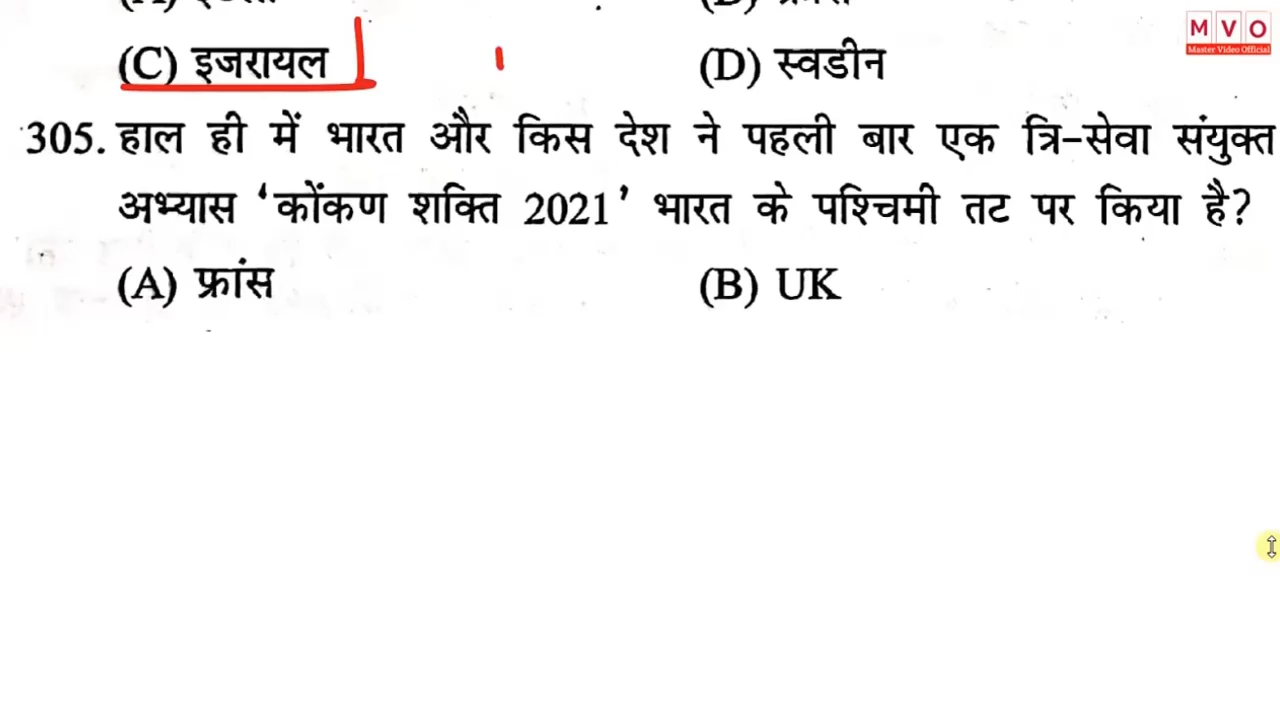 M V O
Master Video Official
(C) इजरायल (D) स्वडीन
305. हाल ही में भारत और किस देश ने पहली बार एक त्रि-सेवा संयुक्त
अभ्यास ‘कोंकण शक्ति 2021’ भारत के पश्चिमी तट पर किया है?
(A) फ्रांस (B) UK